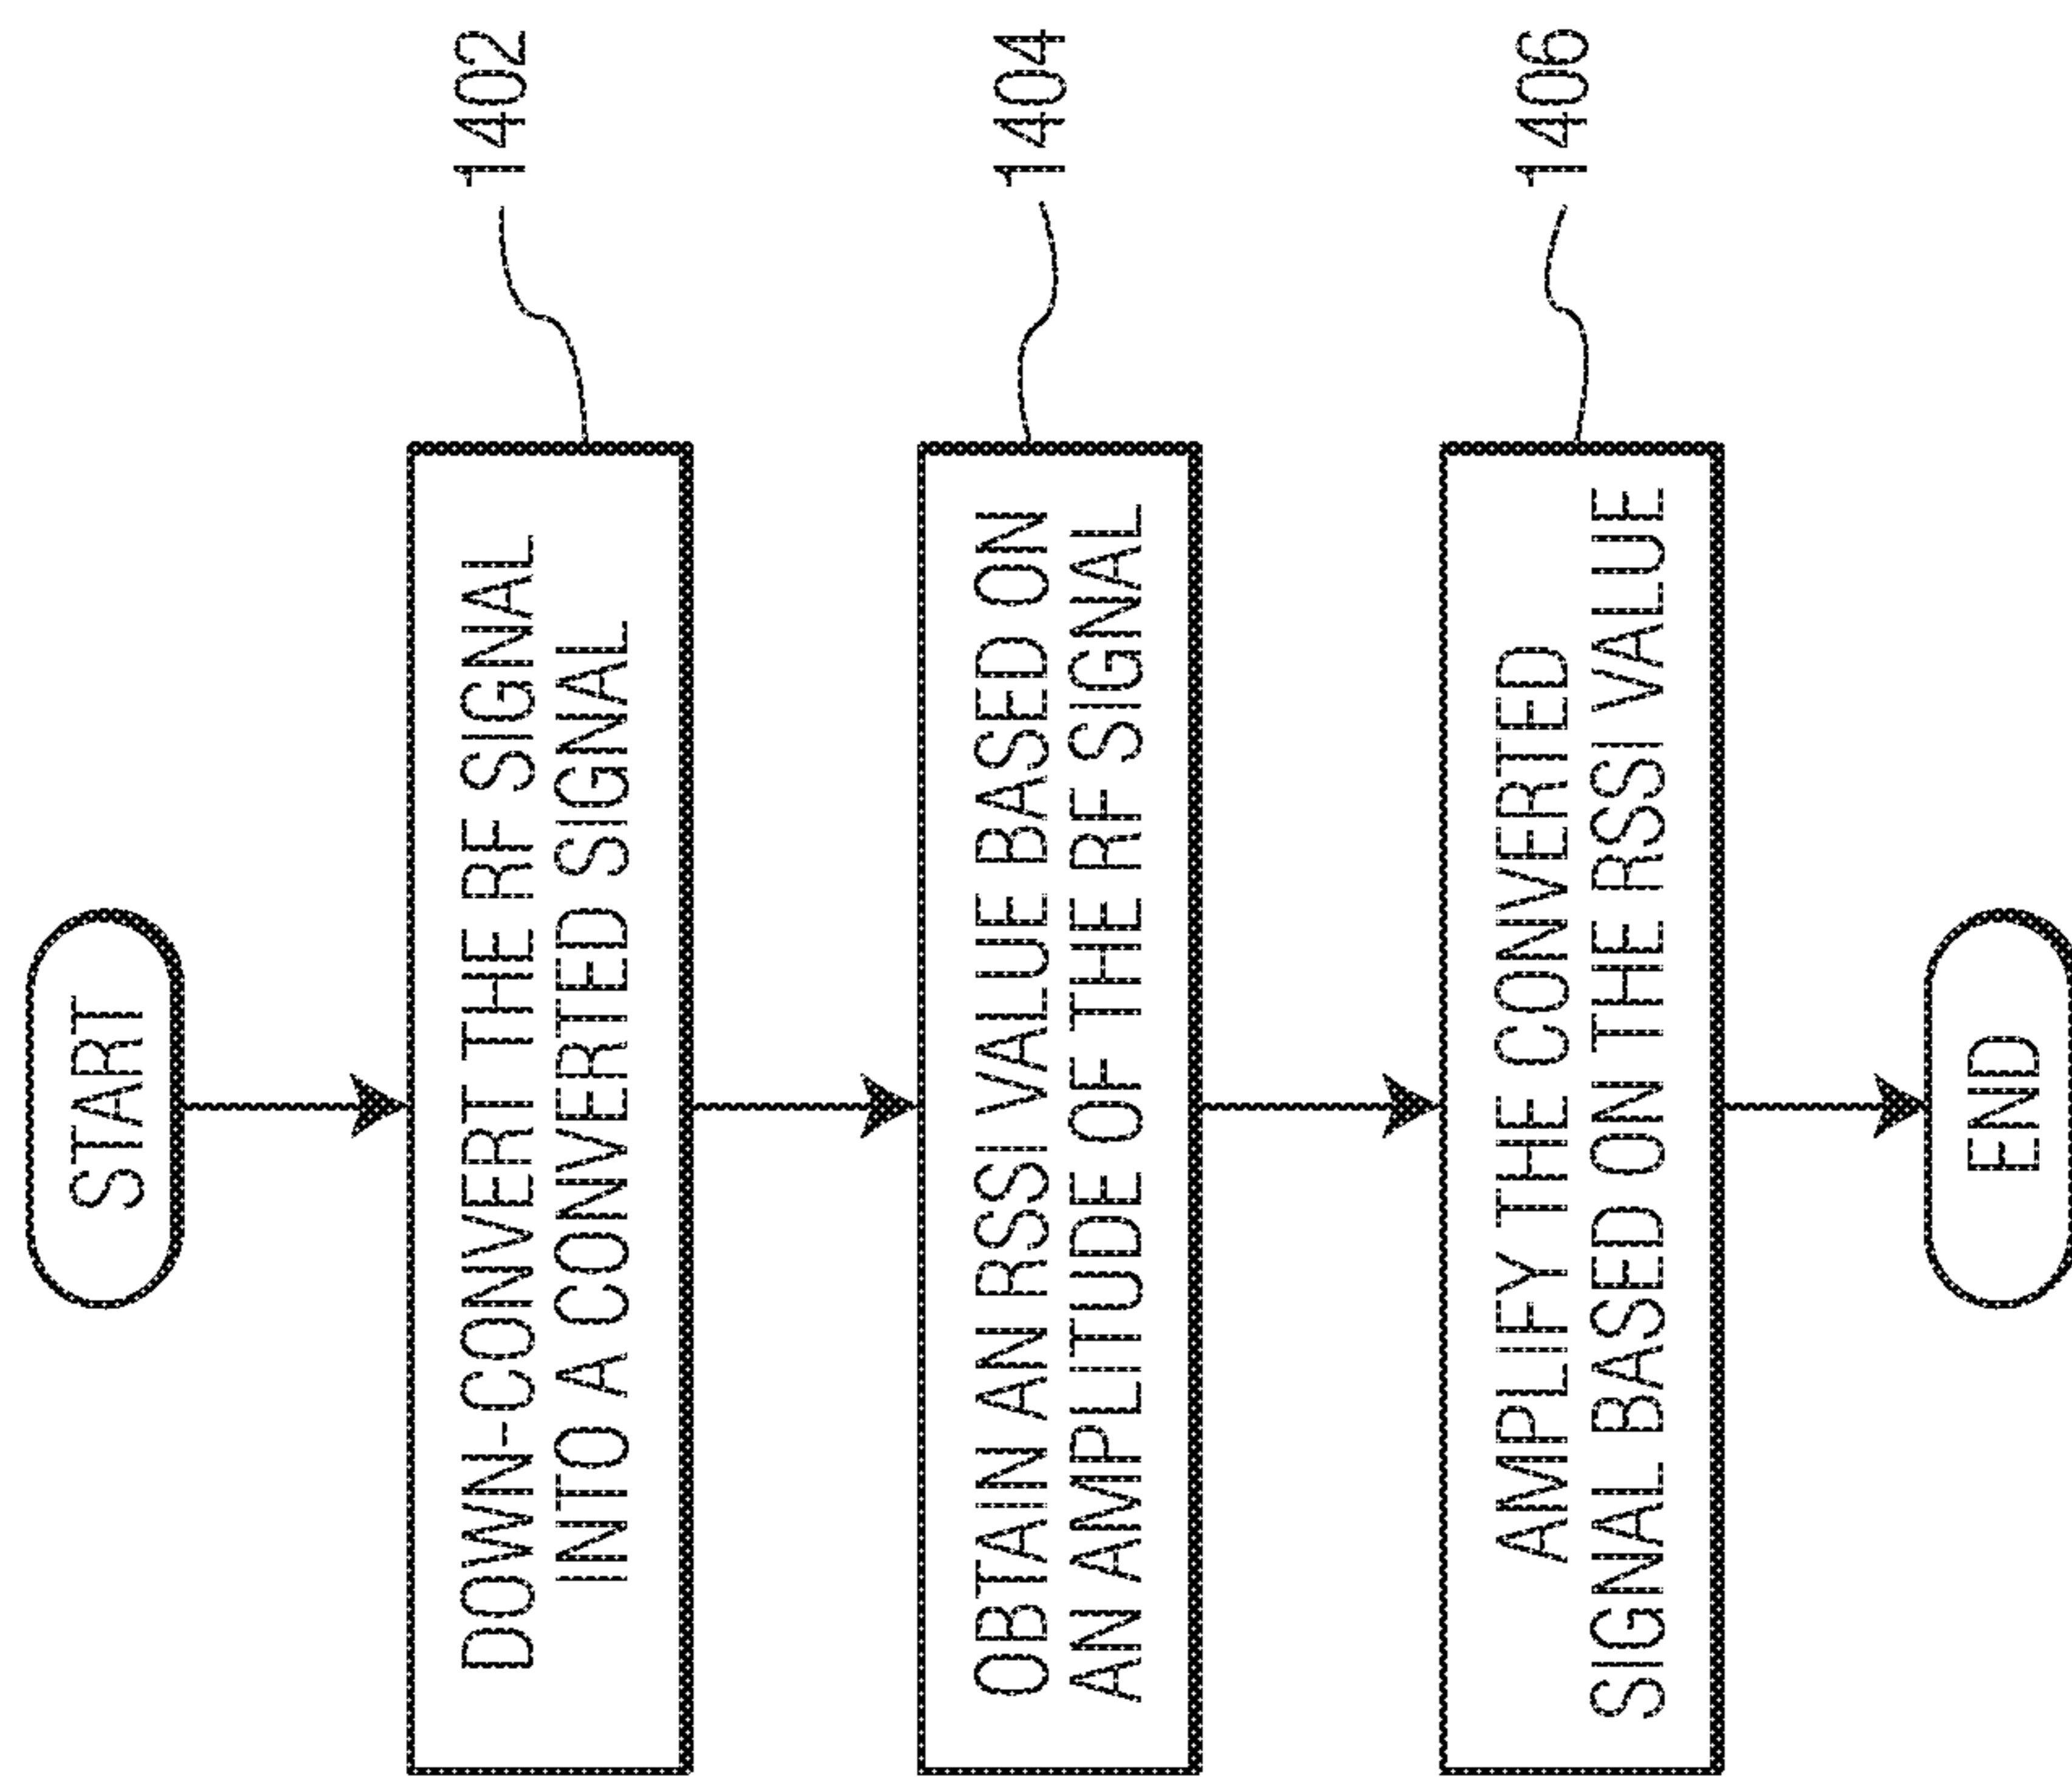 START
DOWN-CONVERT THE RF SIGNAL
INTO A CONVERTED SIGNAL
1402
OBTAIN AN RSSI VALUE BASED ON
AN AMPLITUDE OF THE RF SIGNAL
1404
AMPLIFY THE CONVERTED
SIGNAL BASED ON THE RSSI VALUE
1406
END